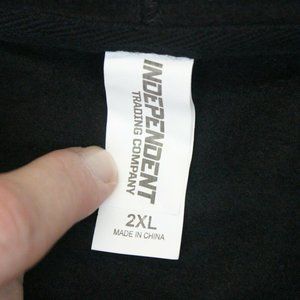 INDEPENDENT
TRADING COMPANY
2XL
MADE IN CHINA